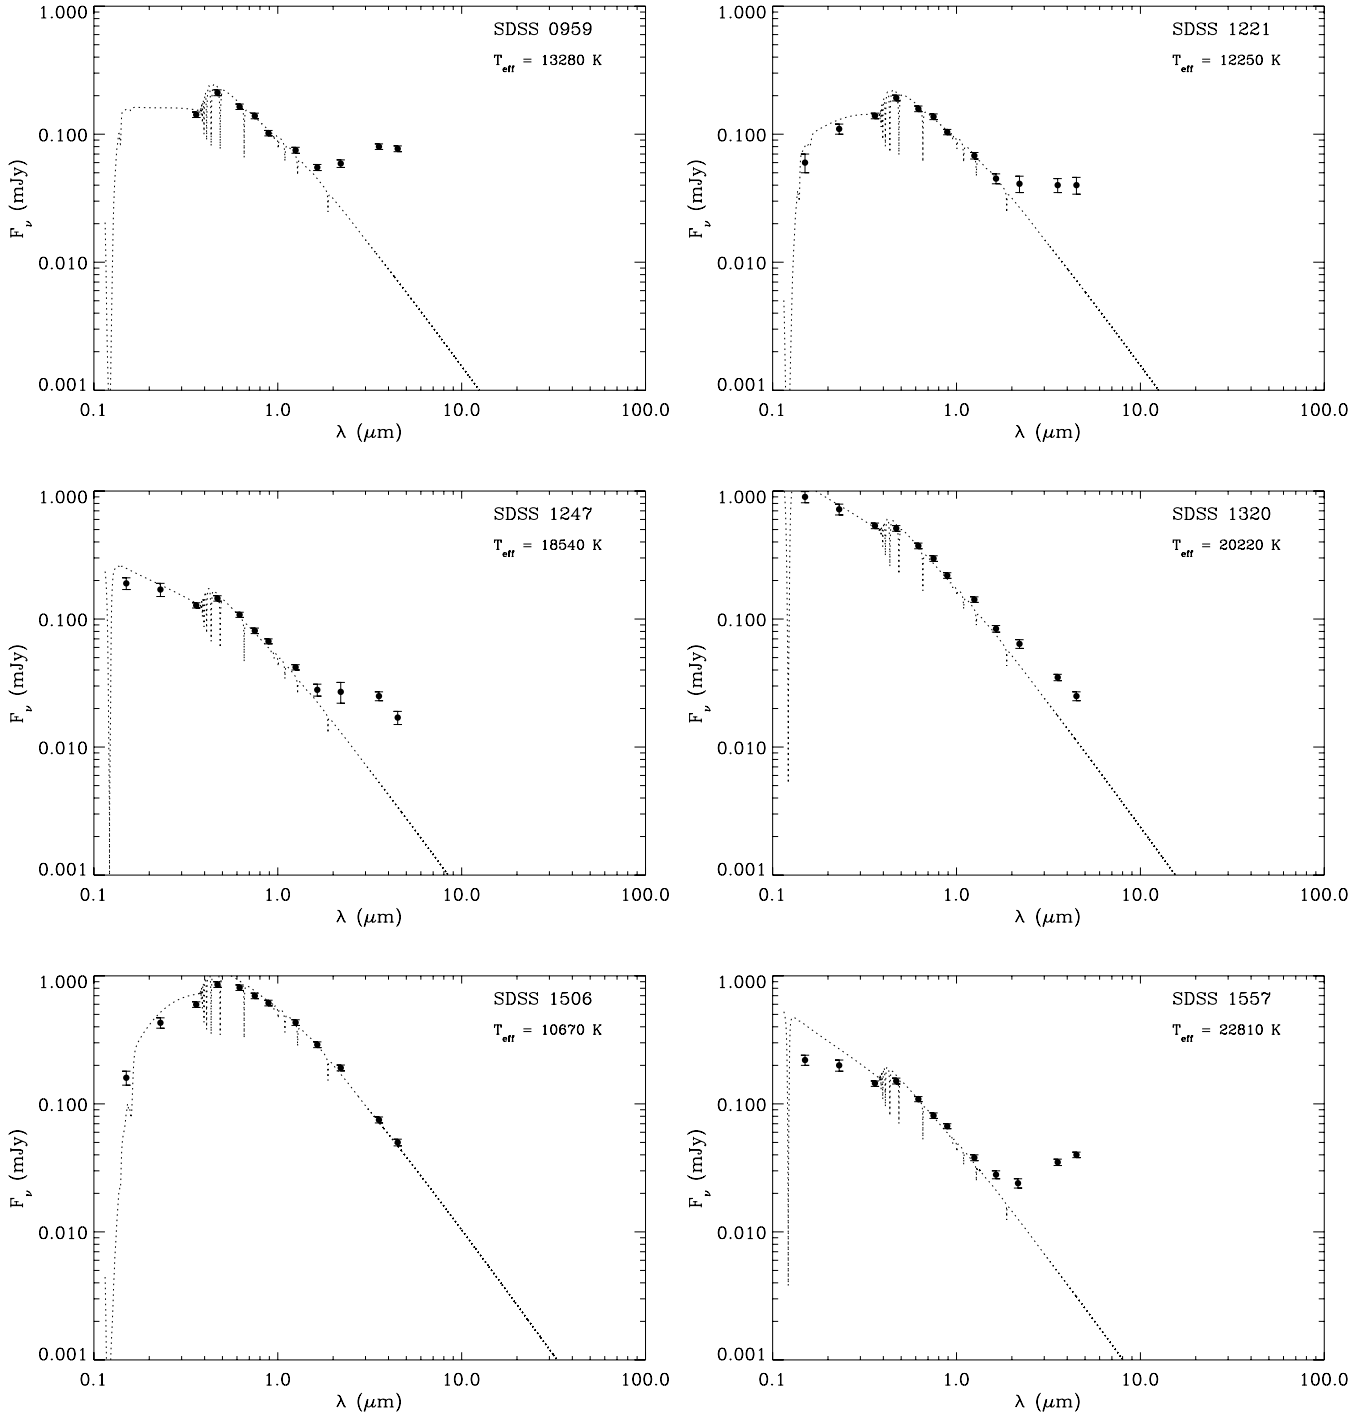 SDSS 0959
T_eff = 13280 K
1.000
0.100
0.010
0.001
F_ν (mJy)
0.1 1.0 10.0 100.0
λ (μm)
SDSS 1221
T_eff = 12250 K
1.000
0.100
0.010
0.001
F_ν (mJy)
0.1 1.0 10.0 100.0
λ (μm)
SDSS 1247
T_eff = 18540 K
1.000
0.100
0.010
0.001
F_ν (mJy)
0.1 1.0 10.0 100.0
λ (μm)
SDSS 1320
T_eff = 20220 K
1.000
0.100
0.010
0.001
F_ν (mJy)
0.1 1.0 10.0 100.0
λ (μm)
SDSS 1506
T_eff = 10670 K
1.000
0.100
0.010
0.001
F_ν (mJy)
0.1 1.0 10.0 100.0
λ (μm)
SDSS 1557
T_eff = 22810 K
1.000
0.100
0.010
0.001
F_ν (mJy)
0.1 1.0 10.0 100.0
λ (μm)